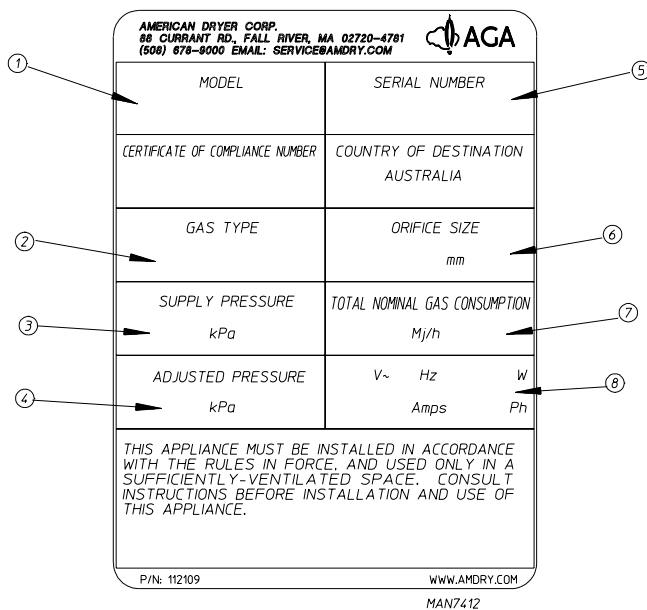 AMERICAN DRYER CORP.
88 CURRANT RD., FALL RIVER, MA 02720-4781
(508) 678-9000 EMAIL: SERVICE@AMDRY.COM
AGA
1
MODEL
SERIAL NUMBER
5
CERTIFICATE OF COMPLIANCE NUMBER
COUNTRY OF DESTINATION
AUSTRALIA
2
GAS TYPE
ORIFICE SIZE
mm
6
3
SUPPLY PRESSURE
kPa
TOTAL NOMINAL GAS CONSUMPTION
Mj/h
7
4
ADJUSTED PRESSURE
kPa
V~ Hz W
Amps Ph
8
THIS APPLIANCE MUST BE INSTALLED IN ACCORDANCE
WITH THE RULES IN FORCE, AND USED ONLY IN A
SUFFICIENTLY-VENTILATED SPACE. CONSULT
INSTRUCTIONS BEFORE INSTALLATION AND USE OF
THIS APPLIANCE.
P/N: 112109
WWW.AMDRY.COM
MAN7412